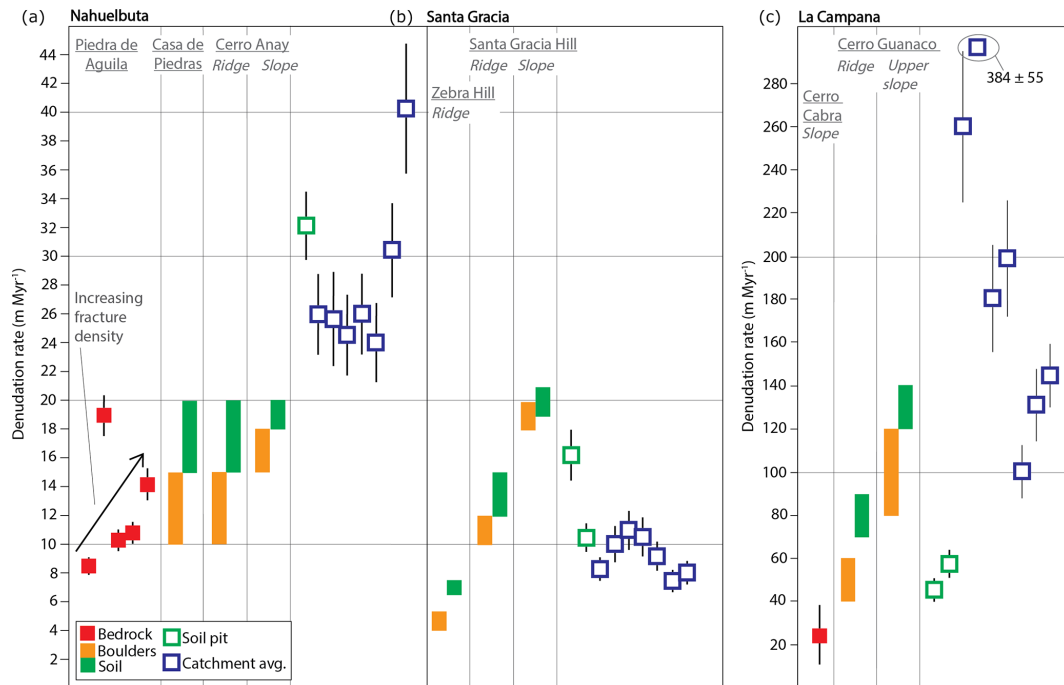 (a) Nahuelbuta
Piedra de
Aguila
Casa de
Piedras
Cerro Anay
Ridge Slope
Denudation rate (m Myr⁻¹)
44
42
40
38
36
34
32
30
28
26
24
22
20
18
16
14
12
10
8
6
4
2
Increasing
fracture
density
Bedrock
Boulders
Soil
Soil pit
Catchment avg.
(b) Santa Gracia
Santa Gracia Hill
Ridge Slope
Zebra Hill
Ridge
(c) La Campana
Cerro Guanaco
Ridge Upper
slope
384 ± 55
Cerro
Cabra
Slope
Denudation rate (m Myr⁻¹)
280
260
240
220
200
180
160
140
120
100
80
60
40
20